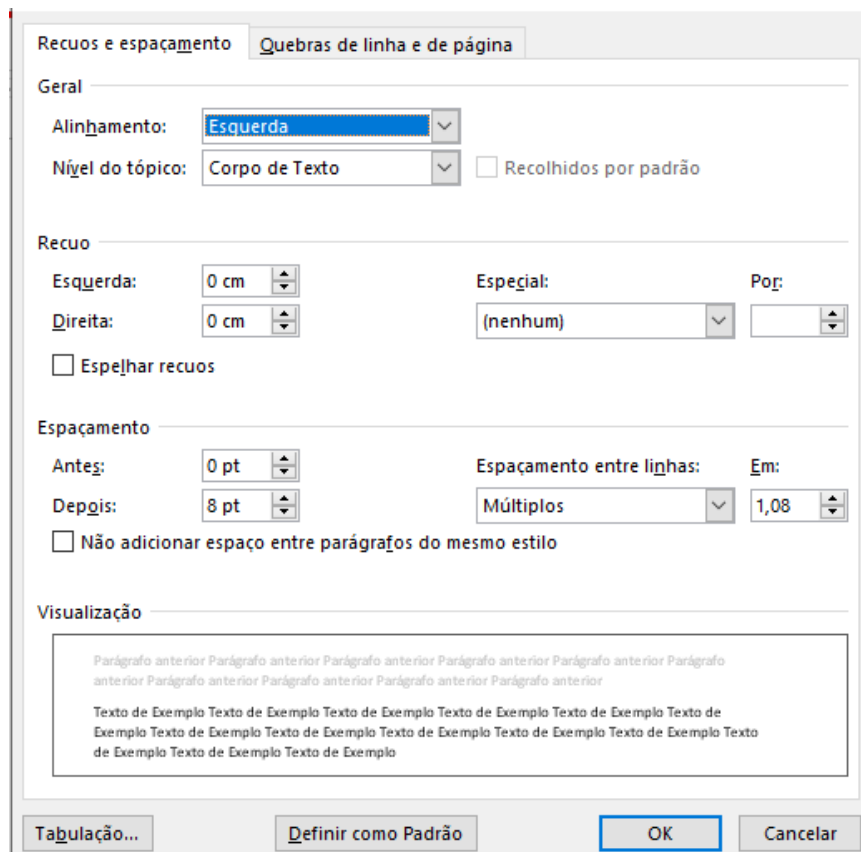 Recuos e espaçamento Quebras de linha e de página
Geral
Alinhamento: Esquerda
Nível do tópico: Corpo de Texto Recolhidos por padrão
Recuo
Esquerda: 0 cm Especial: Por:
Direita: 0 cm (nenhum)
Espelhar recuos
Espaçamento
Antes: 0 pt Espaçamento entre linhas: Em:
Depois: 8 pt Múltiplos 1,08
Não adicionar espaço entre parágrafos do mesmo estilo
Visualização
Parágrafo anterior Parágrafo anterior Parágrafo anterior Parágrafo anterior Parágrafo anterior Parágrafo
anterior Parágrafo anterior Parágrafo anterior Parágrafo anterior Parágrafo anterior
Texto de Exemplo Texto de Exemplo Texto de Exemplo Texto de Exemplo Texto de Exemplo Texto de
Exemplo Texto de Exemplo Texto de Exemplo Texto de Exemplo Texto de Exemplo Texto de Exemplo Texto
de Exemplo Texto de Exemplo Texto de Exemplo
Tabulação... Definir como Padrão OK Cancelar